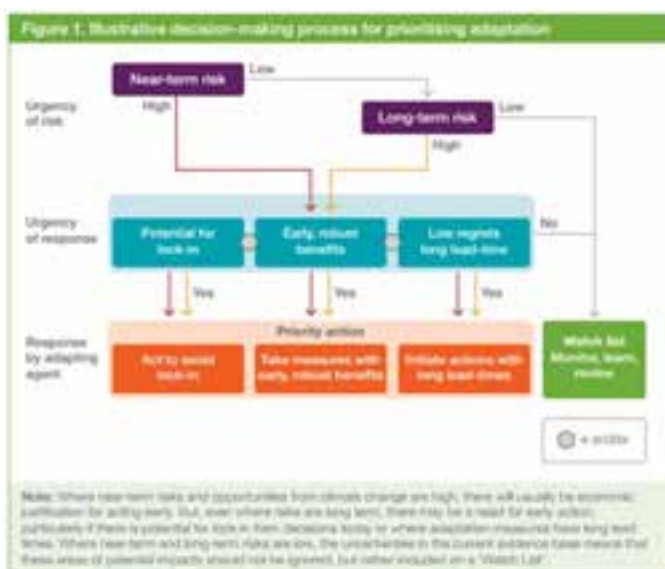 Figure 1. Illustrative decision-making process for prioritising adaptation
Near-term risk
Low
Urgency
of risk
High
Long-term risk
Low
High
Urgency
of response
Potential for
lock-in
Early, robust
benefits
Low regrets
long lead-time
No
Yes
Yes
Yes
Response
by adapting
agent
Priority action
Act to avoid
lock-in
Take measures with
early, robust benefits
Initiate actions with
long lead-times
Watch list
Monitor, learn,
review
= and/or
Note: Where near-term risks and opportunities from climate change are high, there will usually be economic
justification for acting early. But, even where risks are long term, there may be a need for early action,
particularly if there is potential for lock-in from decisions today or where adaptation measures have long lead
times. Where near-term and long-term risks are low, the uncertainties in the current evidence base mean that
these areas of potential impacts should not be ignored, but rather included on a 'Watch List'.